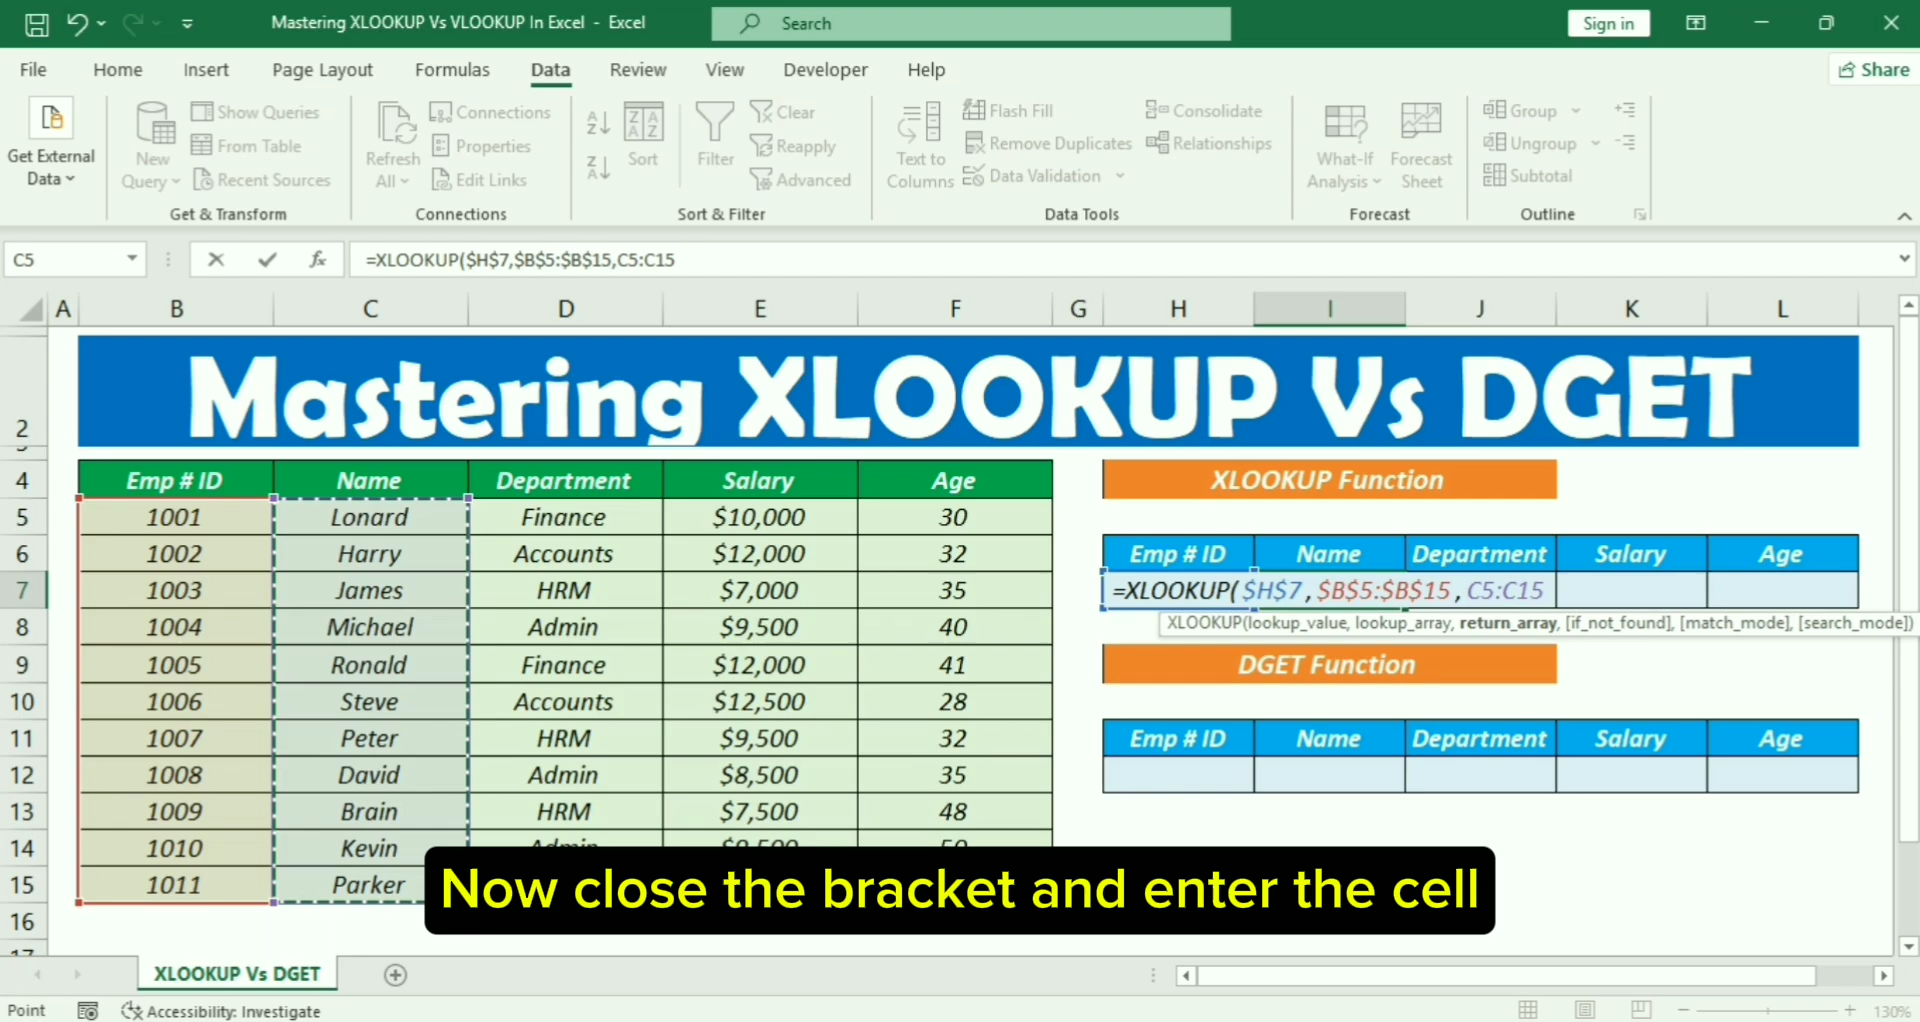 Mastering XLOOKUP Vs VLOOKUP In Excel - Excel
Search
Sign in
File Home Insert Page Layout Formulas Data Review View Developer Help
Share
Get External Data
New Query
Show Queries
From Table
Recent Sources
Get & Transform
Refresh All
Connections
Properties
Edit Links
Connections
Sort
Filter
Clear
Reapply
Advanced
Sort & Filter
Text to Columns
Flash Fill
Remove Duplicates
Data Validation
Consolidate
Relationships
Data Tools
What-If Analysis
Forecast Sheet
Forecast
Group
Ungroup
Subtotal
Outline
C5
fx
=XLOOKUP($H$7,$B$5:$B$15,C5:C15
A B C D E F G H I J K L
2 Mastering XLOOKUP Vs DGET
4 Emp # ID Name Department Salary Age XLOOKUP Function
5 1001 Lonard Finance $10,000 30
6 1002 Harry Accounts $12,000 32 Emp # ID Name Department Salary Age
7 1003 James HRM $7,000 35 =XLOOKUP($H$7,$B$5:$B$15,C5:C15
8 1004 Michael Admin $9,500 40 XLOOKUP(lookup_value, lookup_array, return_array, [if_not_found], [match_mode], [search_mode])
9 1005 Ronald Finance $12,000 41 DGET Function
10 1006 Steve Accounts $12,500 28
11 1007 Peter HRM $9,500 32 Emp # ID Name Department Salary Age
12 1008 David Admin $8,500 35
13 1009 Brain HRM $7,500 48
14 1010 Kevin Admin
15 1011 Parker
Now close the bracket and enter the cell
16
17
XLOOKUP Vs DGET
Point
Accessibility: Investigate
130%